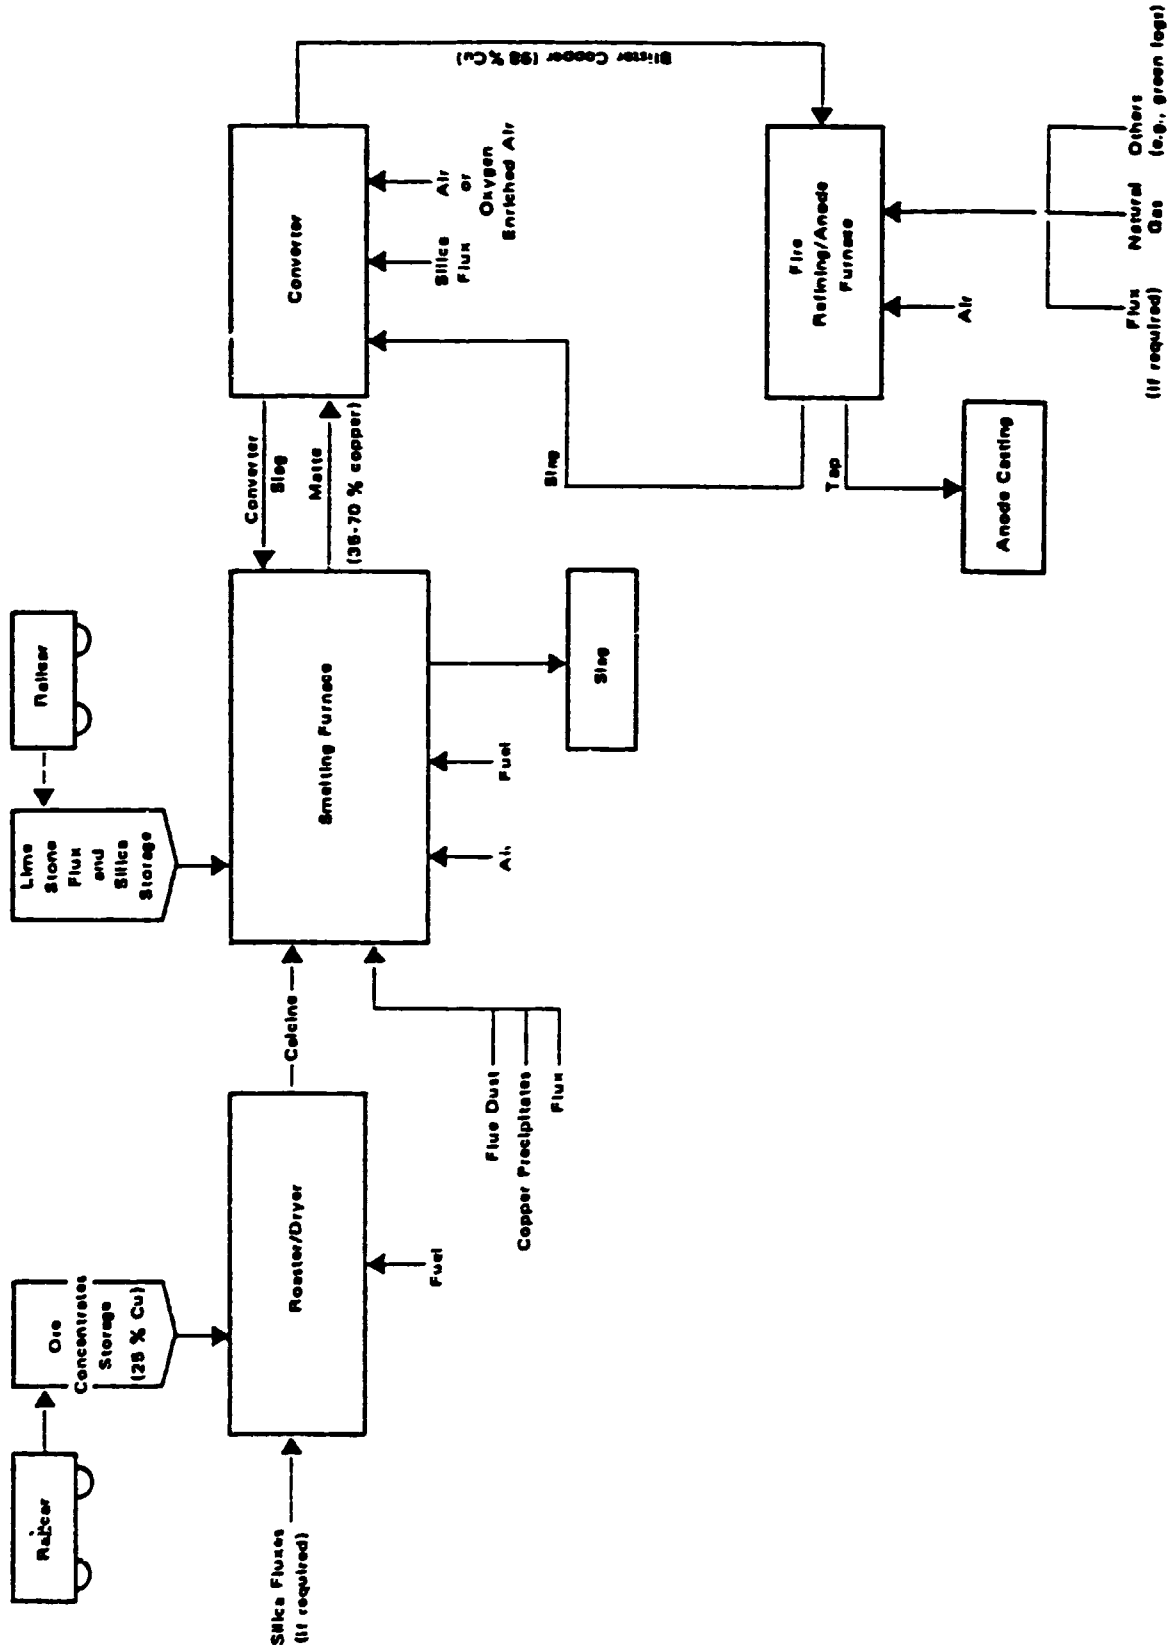 Railcar
Ore
Concentrates
Storage
(25 % Cu)
Silica Fluxes
(if required)
Roaster/Dryer
Fuel
Calcine
Flue Dust
Copper Precipitates
Flux
Railcar
Lime
Stone
Flux
and
Silica
Storage
Smelting Furnace
Air
Fuel
Slag
Converter
Slag
Matte
(35-70 % copper)
Converter
Silica
Flux
Air
or
Oxygen
Enriched Air
Blister Copper (98 % Cu)
Slag
Tap
Fire
Refining/Anode
Furnase
Air
Anode Casting
Flux
(if required)
Natural
Gas
Others
(e.g., green logs)